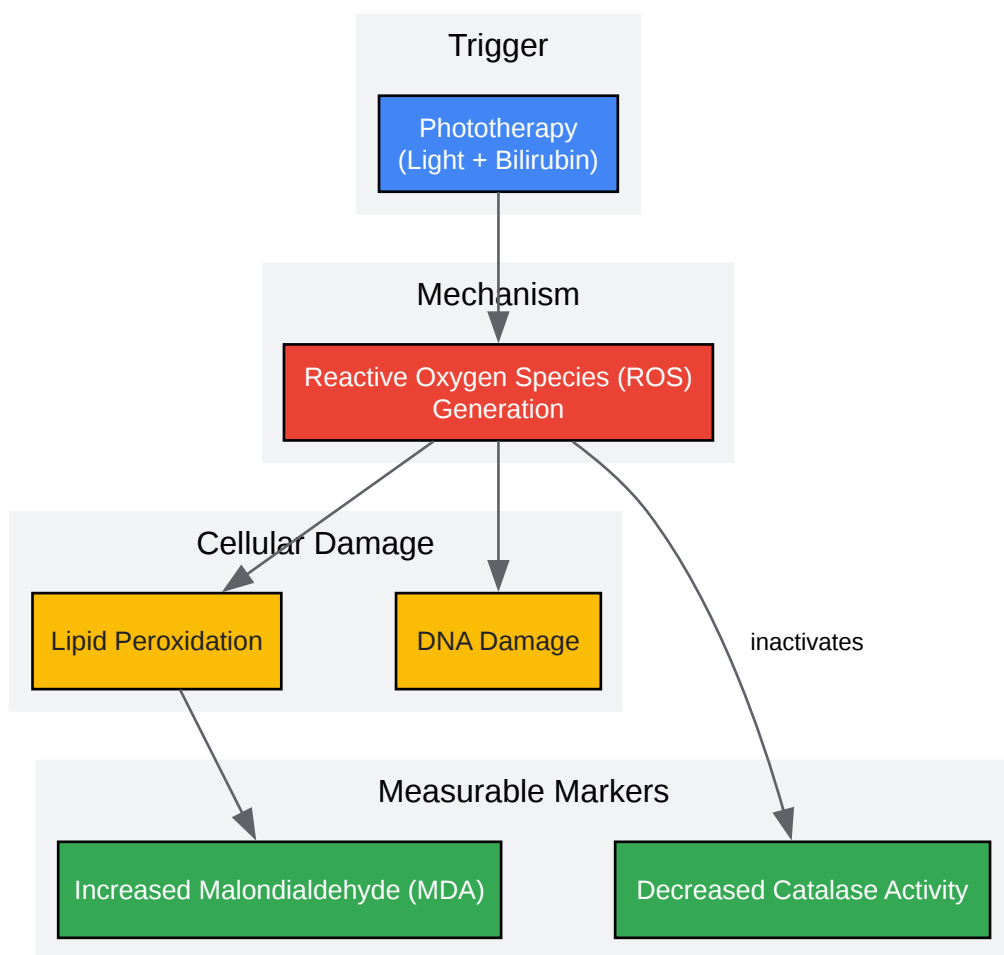 Trigger
Phototherapy
(Light + Bilirubin)
Mechanism
Reactive Oxygen Species (ROS)
Generation
Cellular Damage
Lipid Peroxidation
DNA Damage
inactivates
Measurable Markers
Increased Malondialdehyde (MDA)
Decreased Catalase Activity